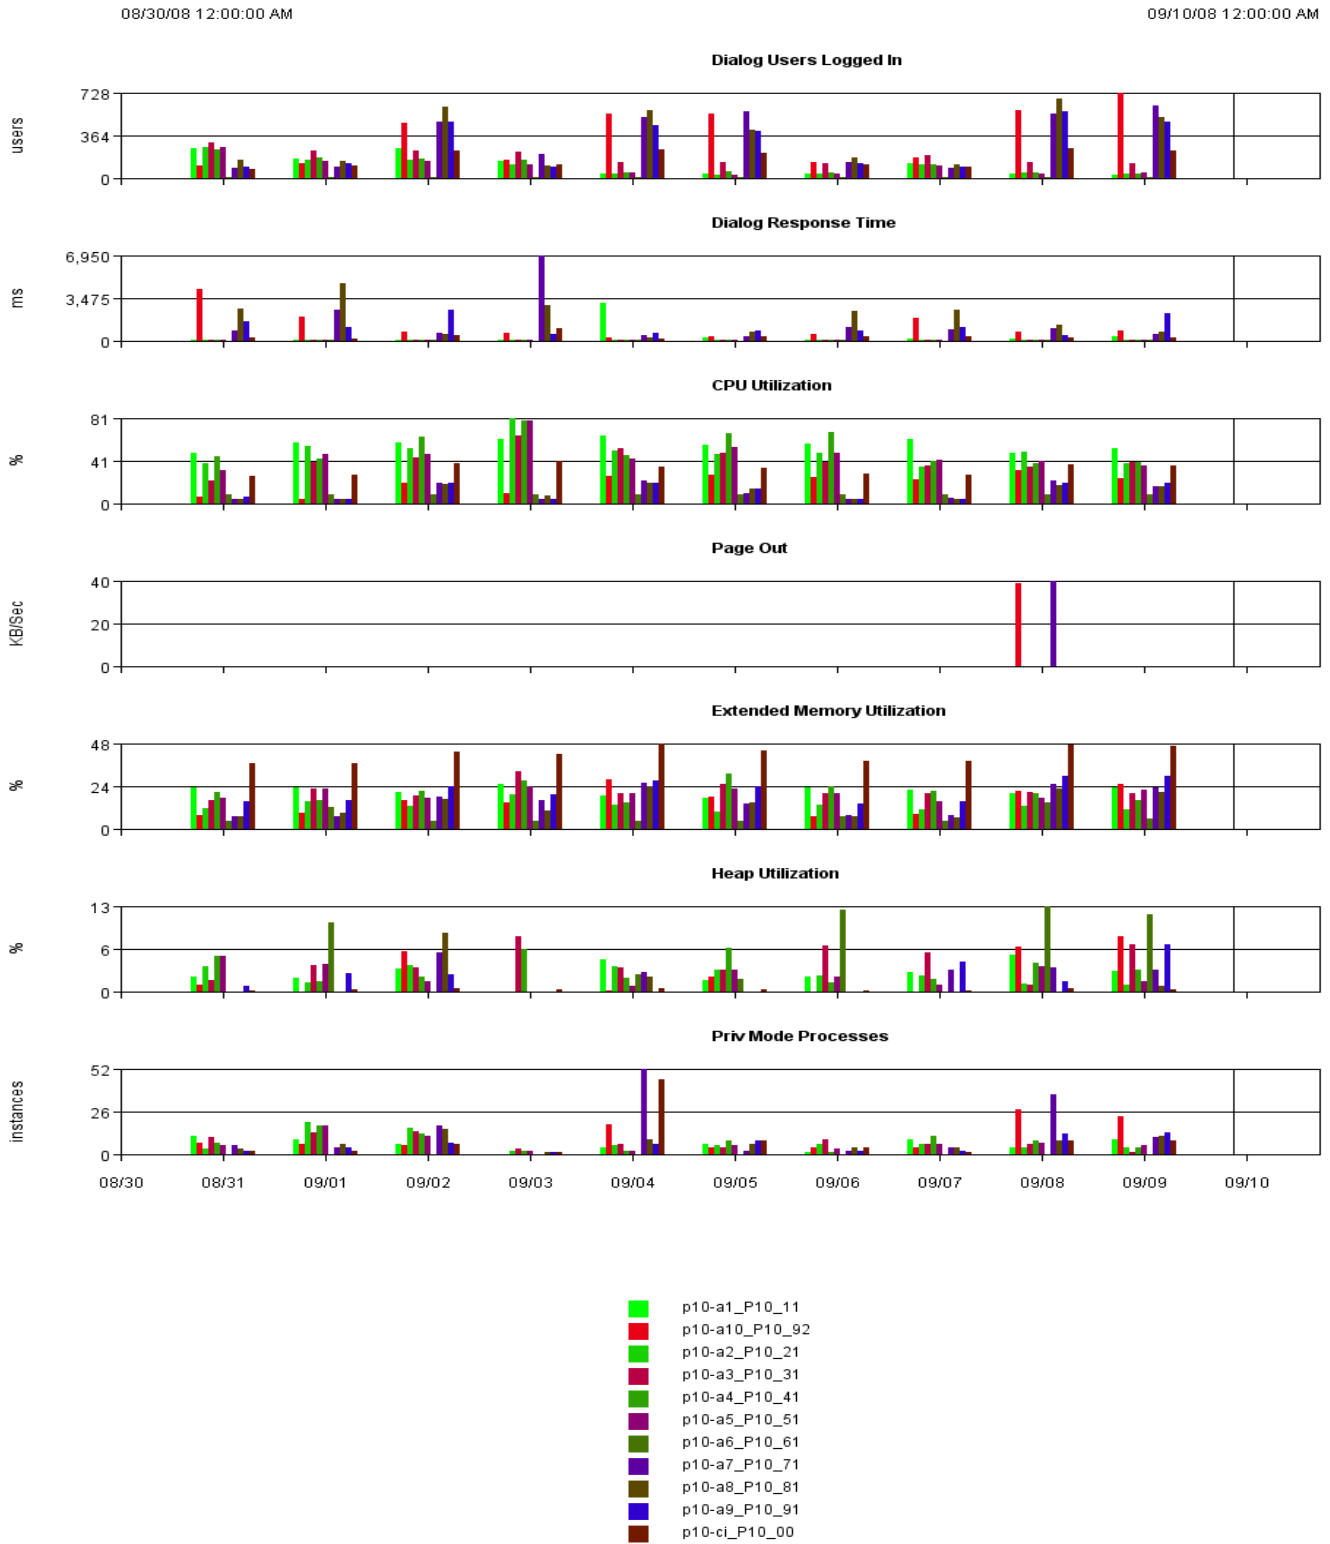 08/30/08 12:00:00 AM 09/10/08 12:00:00 AM
Dialog Users Logged In
728
364
0
users
Dialog Response Time
6,950
3,475
0
ms
CPU Utilization
81
41
0
%
Page Out
40
20
0
KB/Sec
Extended Memory Utilization
48
24
0
%
Heap Utilization
13
6
0
%
Priv Mode Processes
52
26
0
instances
08/30 08/31 09/01 09/02 09/03 09/04 09/05 09/06 09/07 09/08 09/09 09/10
p10-a1_P10_11
p10-a10_P10_92
p10-a2_P10_21
p10-a3_P10_31
p10-a4_P10_41
p10-a5_P10_51
p10-a6_P10_61
p10-a7_P10_71
p10-a8_P10_81
p10-a9_P10_91
p10-ci_P10_00